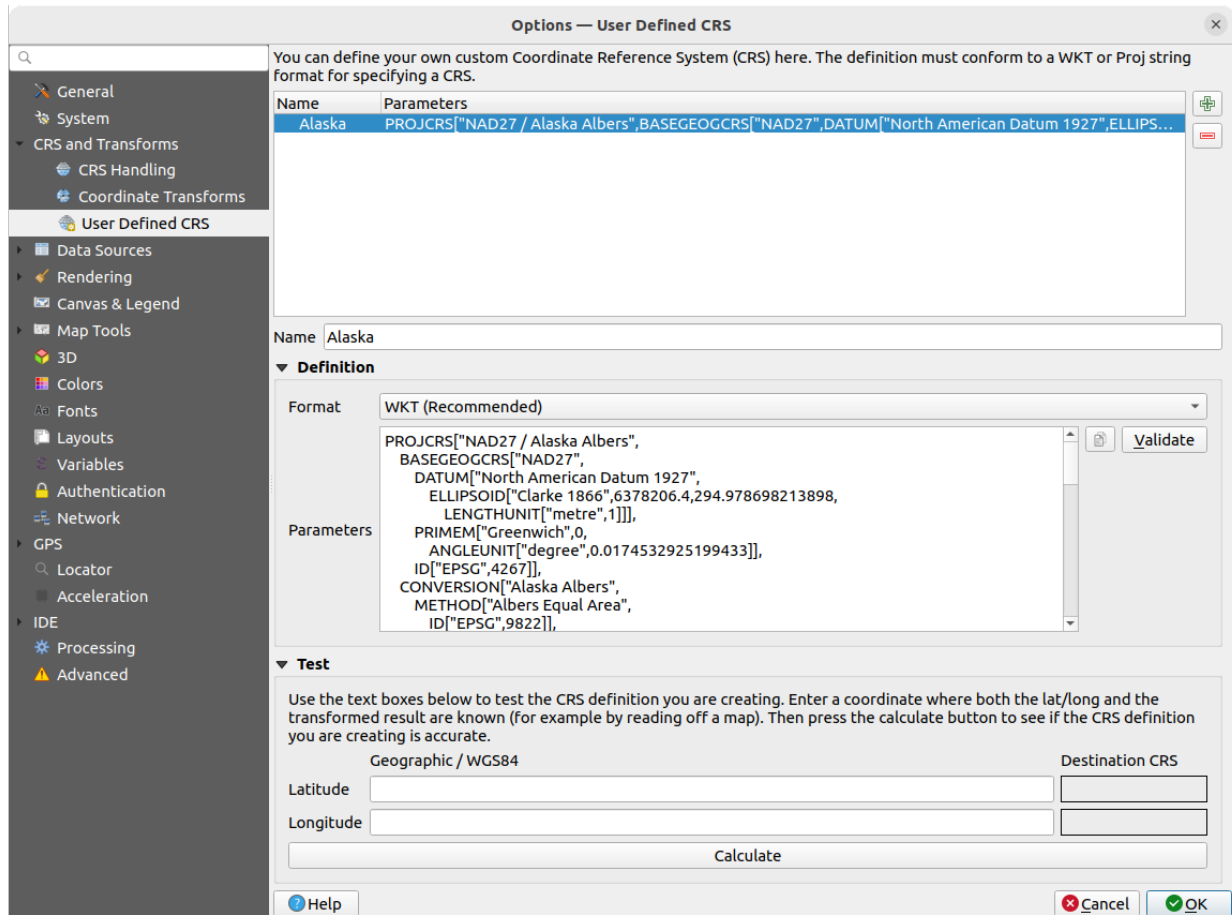 Options — User Defined CRS
You can define your own custom Coordinate Reference System (CRS) here. The definition must conform to a WKT or Proj string
format for specifying a CRS.
General
System
CRS and Transforms
CRS Handling
Coordinate Transforms
User Defined CRS
Data Sources
Rendering
Canvas & Legend
Map Tools
3D
Colors
Aa Fonts
Layouts
Variables
Authentication
Network
GPS
Locator
Acceleration
IDE
Processing
Advanced
Name Parameters
Alaska PROJCRS["NAD27 / Alaska Albers",BASEGEOGCRS["NAD27",DATUM["North American Datum 1927",ELLIPS...
Name Alaska
Definition
Format WKT (Recommended)
Parameters
PROJCRS["NAD27 / Alaska Albers",
BASEGEOGCRS["NAD27",
DATUM["North American Datum 1927",
ELLIPSOID["Clarke 1866",6378206.4,294.978698213898,
LENGTHUNIT["metre",1]]],
PRIMEM["Greenwich",0,
ANGLEUNIT["degree",0.0174532925199433]],
ID["EPSG",4267]],
CONVERSION["Alaska Albers",
METHOD["Albers Equal Area",
ID["EPSG",9822]],
Validate
Test
Use the text boxes below to test the CRS definition you are creating. Enter a coordinate where both the lat/long and the
transformed result are known (for example by reading off a map). Then press the calculate button to see if the CRS definition
you are creating is accurate.
Geographic / WGS84 Destination CRS
Latitude
Longitude
Calculate
Help Cancel OK